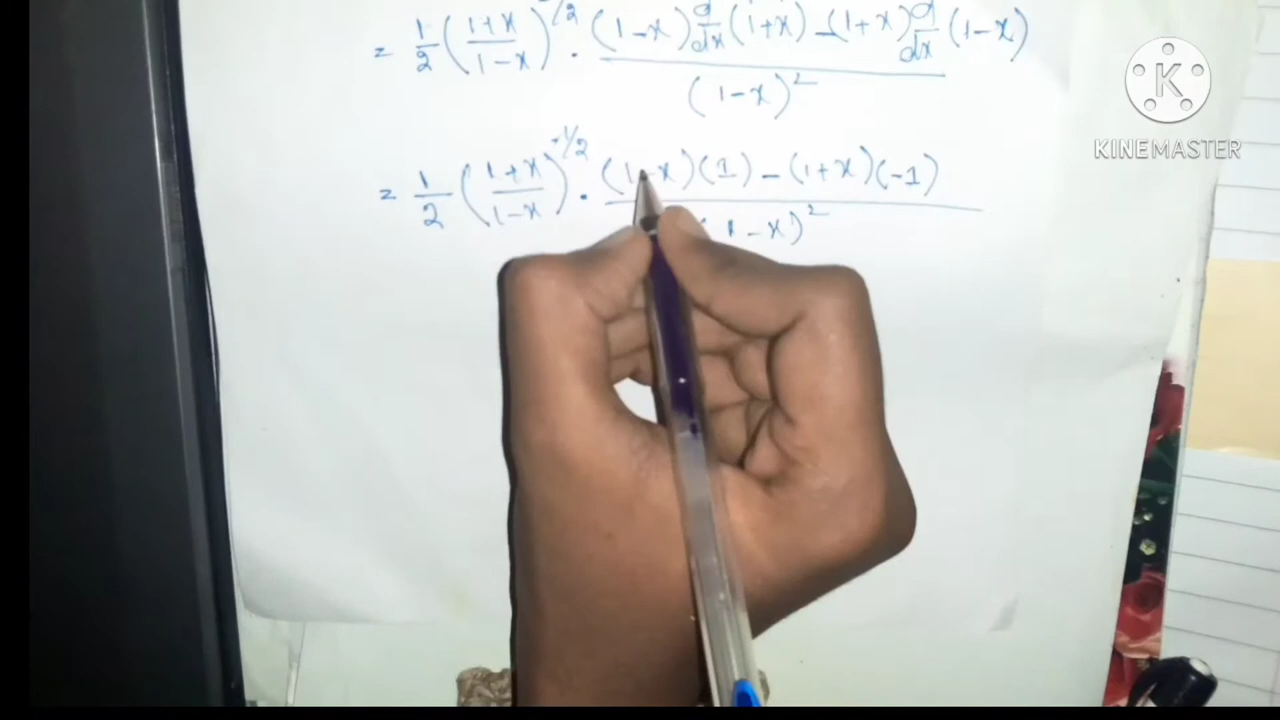 = 1/2 ((1+x)/(1-x))^-1/2 · ((1-x) d/dx (1+x) - (1+x) d/dx (1-x))/(1-x)^2
= 1/2 ((1+x)/(1-x))^-1/2 · ((1-x)(1) - (1+x)(-1))/(1-x)^2
K
KINEMASTER